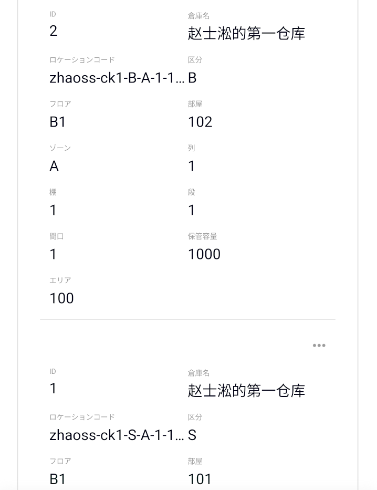 ID 倉庫名
2 赵士淞的第一仓库
ロケーションコード 区分
zhaoss-ck1-B-A-1-1... B
フロア 部屋
B1 102
ゾーン 列
A 1
棚 段
1 1
間口 保管容量
1 1000
エリア
100
...
ID 倉庫名
1 赵士淞的第一仓库
ロケーションコード 区分
zhaoss-ck1-S-A-1-1... S
フロア 部屋
B1 101